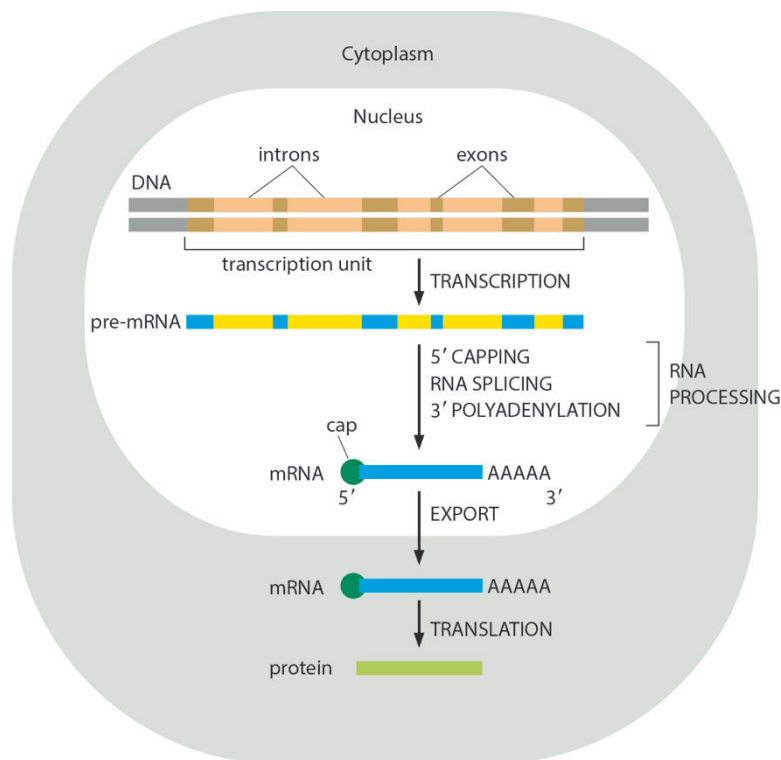 Cytoplasm
Nucleus
introns
exons
DNA
transcription unit
TRANSCRIPTION
pre-mRNA
5′ CAPPING
RNA SPLICING
3′ POLYADENYLATION
RNA
PROCESSING
cap
mRNA
AAAAA
5′
3′
EXPORT
mRNA
AAAAA
TRANSLATION
protein